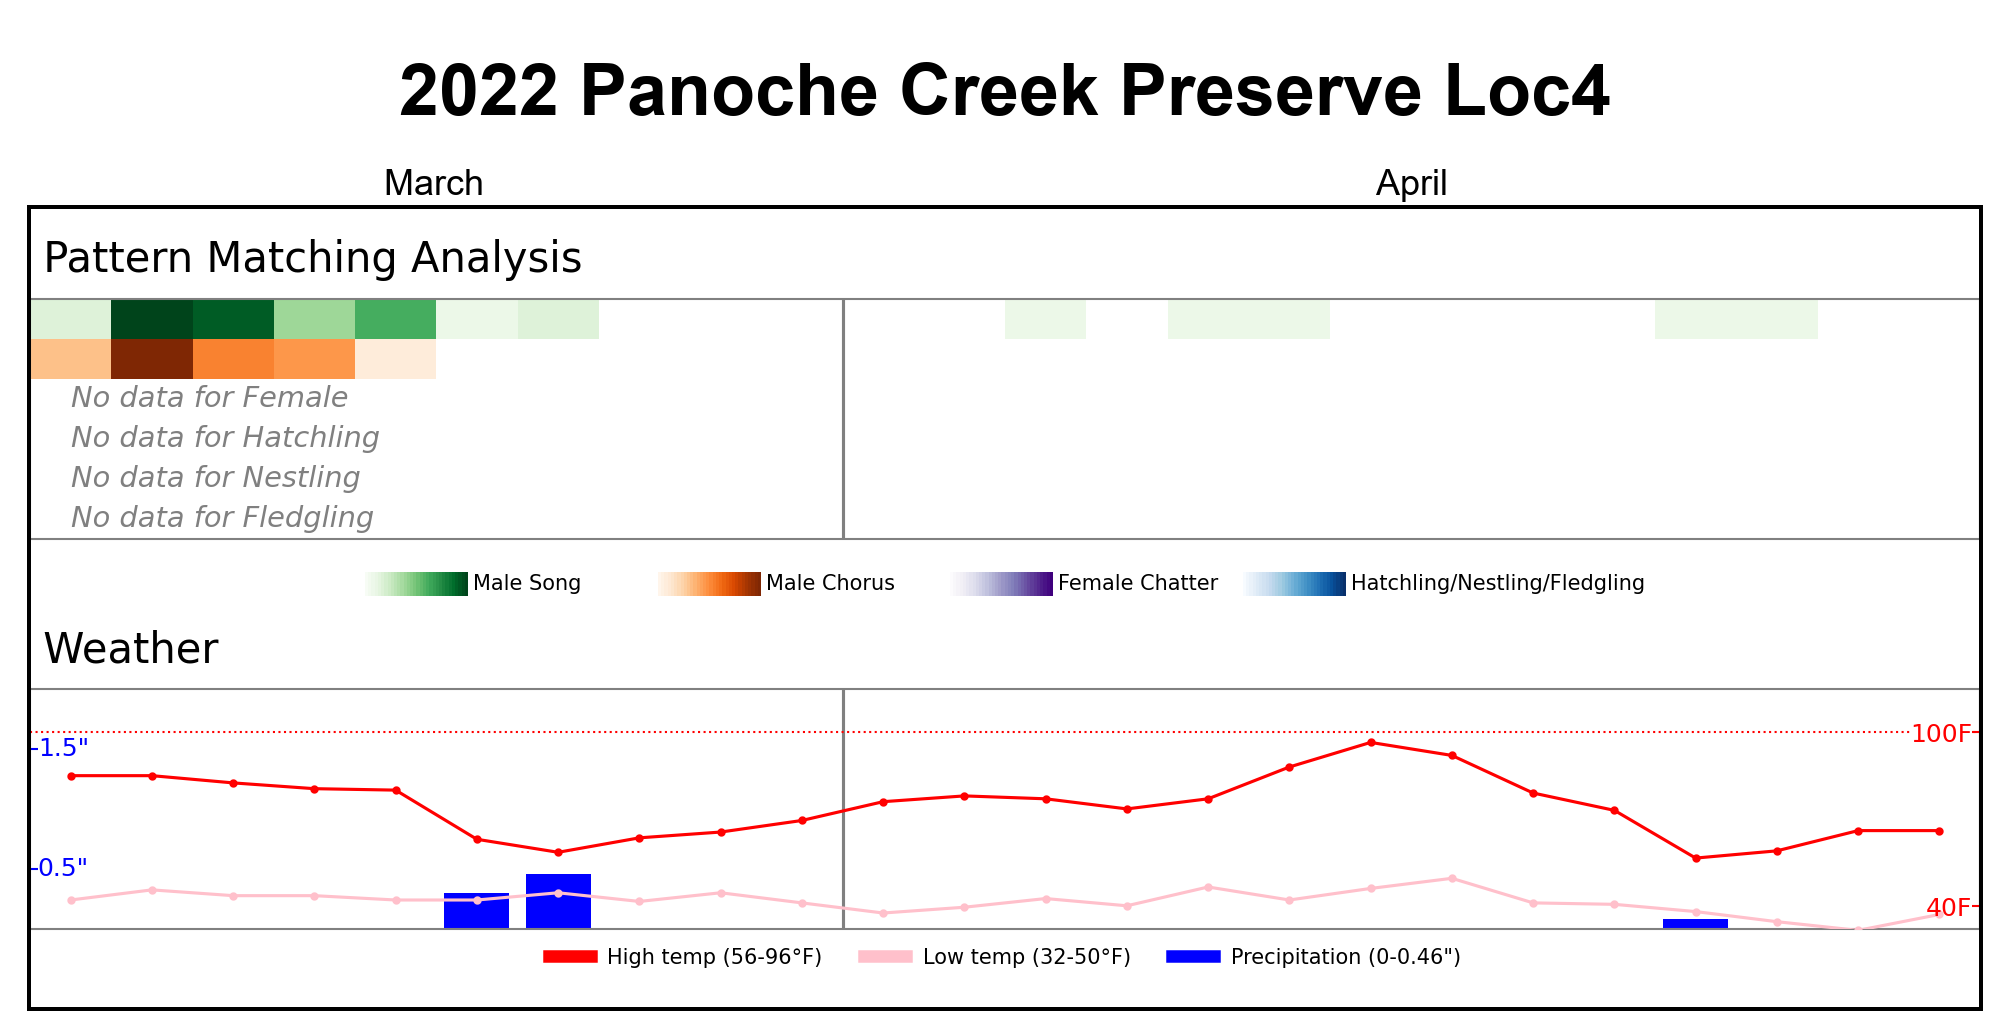 2022 Panoche Creek Preserve Loc4
March April
Pattern Matching Analysis
No data for Female
No data for Hatchling
No data for Nestling
No data for Fledgling
Male Song Male Chorus Female Chatter Hatchling/Nestling/Fledgling
Weather
100F
1.5"
0.5"
40F
High temp (56-96°F) Low temp (32-50°F) Precipitation (0-0.46")